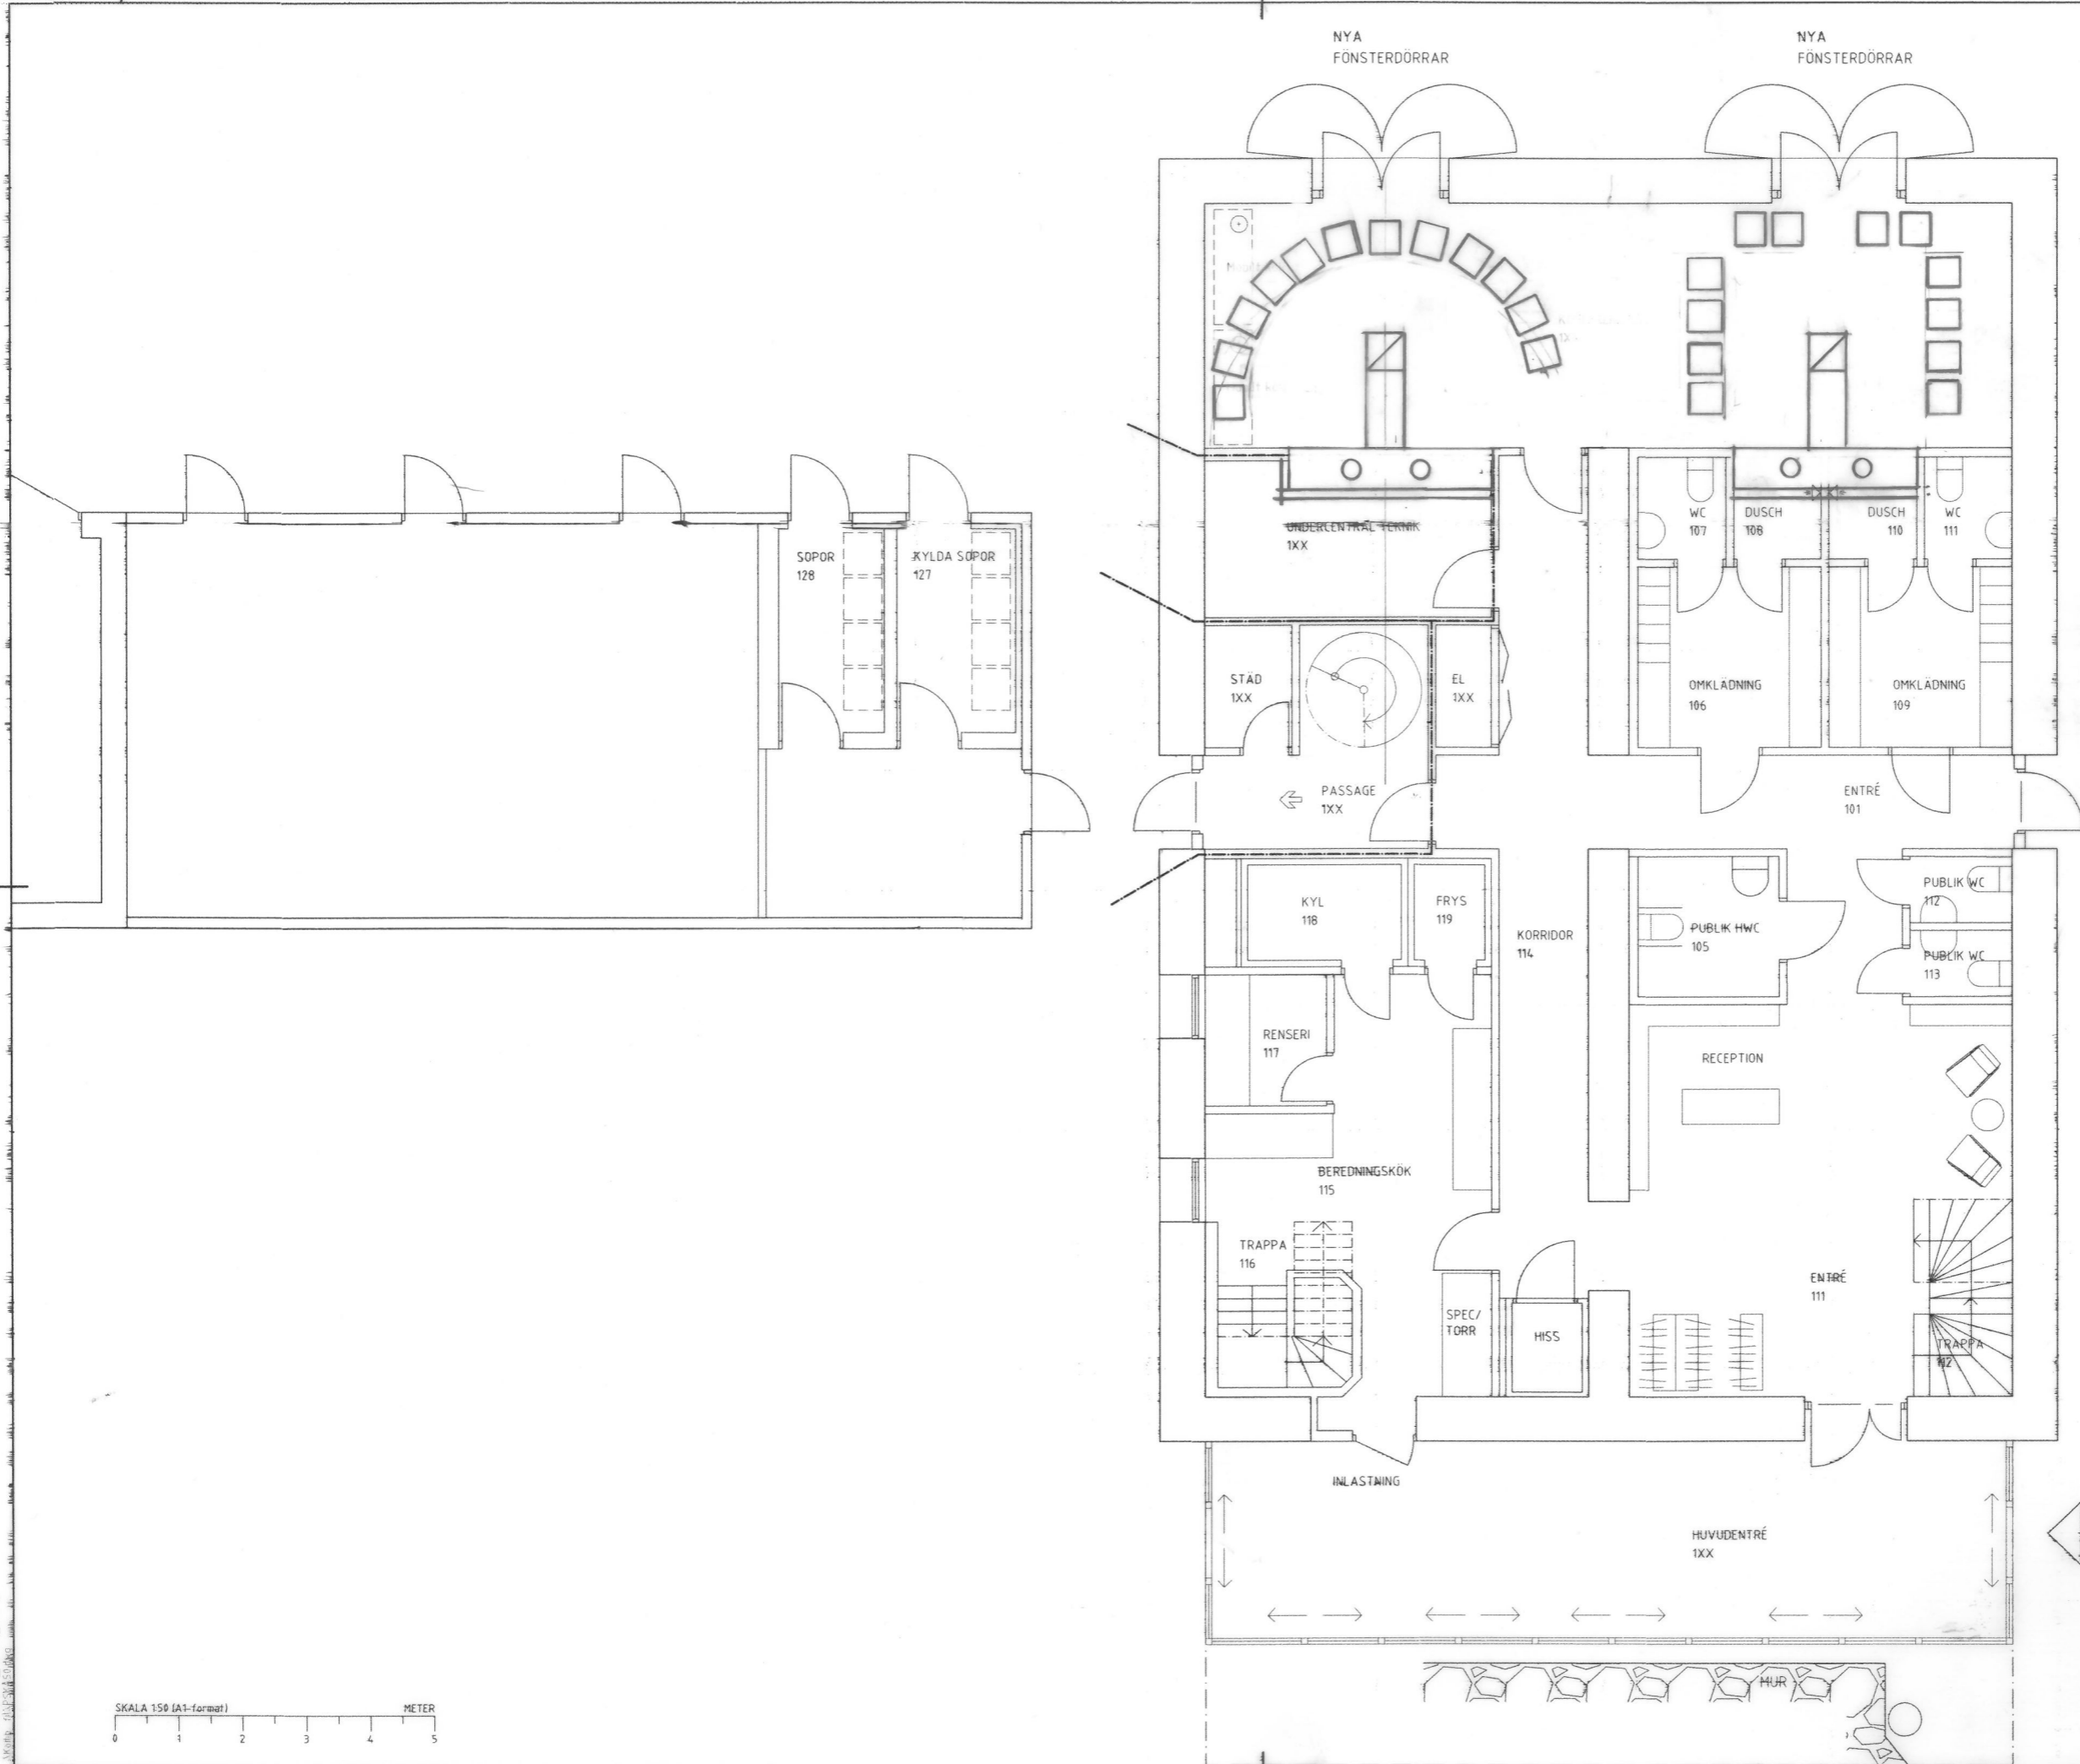 NYA
FÖNSTERDÖRRAR
NYA
FÖNSTERDÖRRAR
SOPOR
128
KYLDA SOPOR
127
UNDERCENTRAL TEKNIK
1XX
WC
107
DUSCH
108
DUSCH
110
WC
111
STÄD
1XX
EL
1XX
OMKLÄDNING
106
OMKLÄDNING
109
PASSAGE
1XX
ENTRÉ
101
KYL
118
FRYS
119
KORRIDOR
114
PUBLIK HWC
105
PUBLIK WC
112
PUBLIK WC
113
RENSERI
117
RECEPTION
BEREDNINGSKÖK
115
TRAPPA
116
ENTRÉ
111
SPEC/
TORR
HISS
TRAPPA
112
INLASTNING
HUVUDENTRÉ
1XX
MUR
SKALA 1:50 (A1-format)
METER
0 1 2 3 4 5